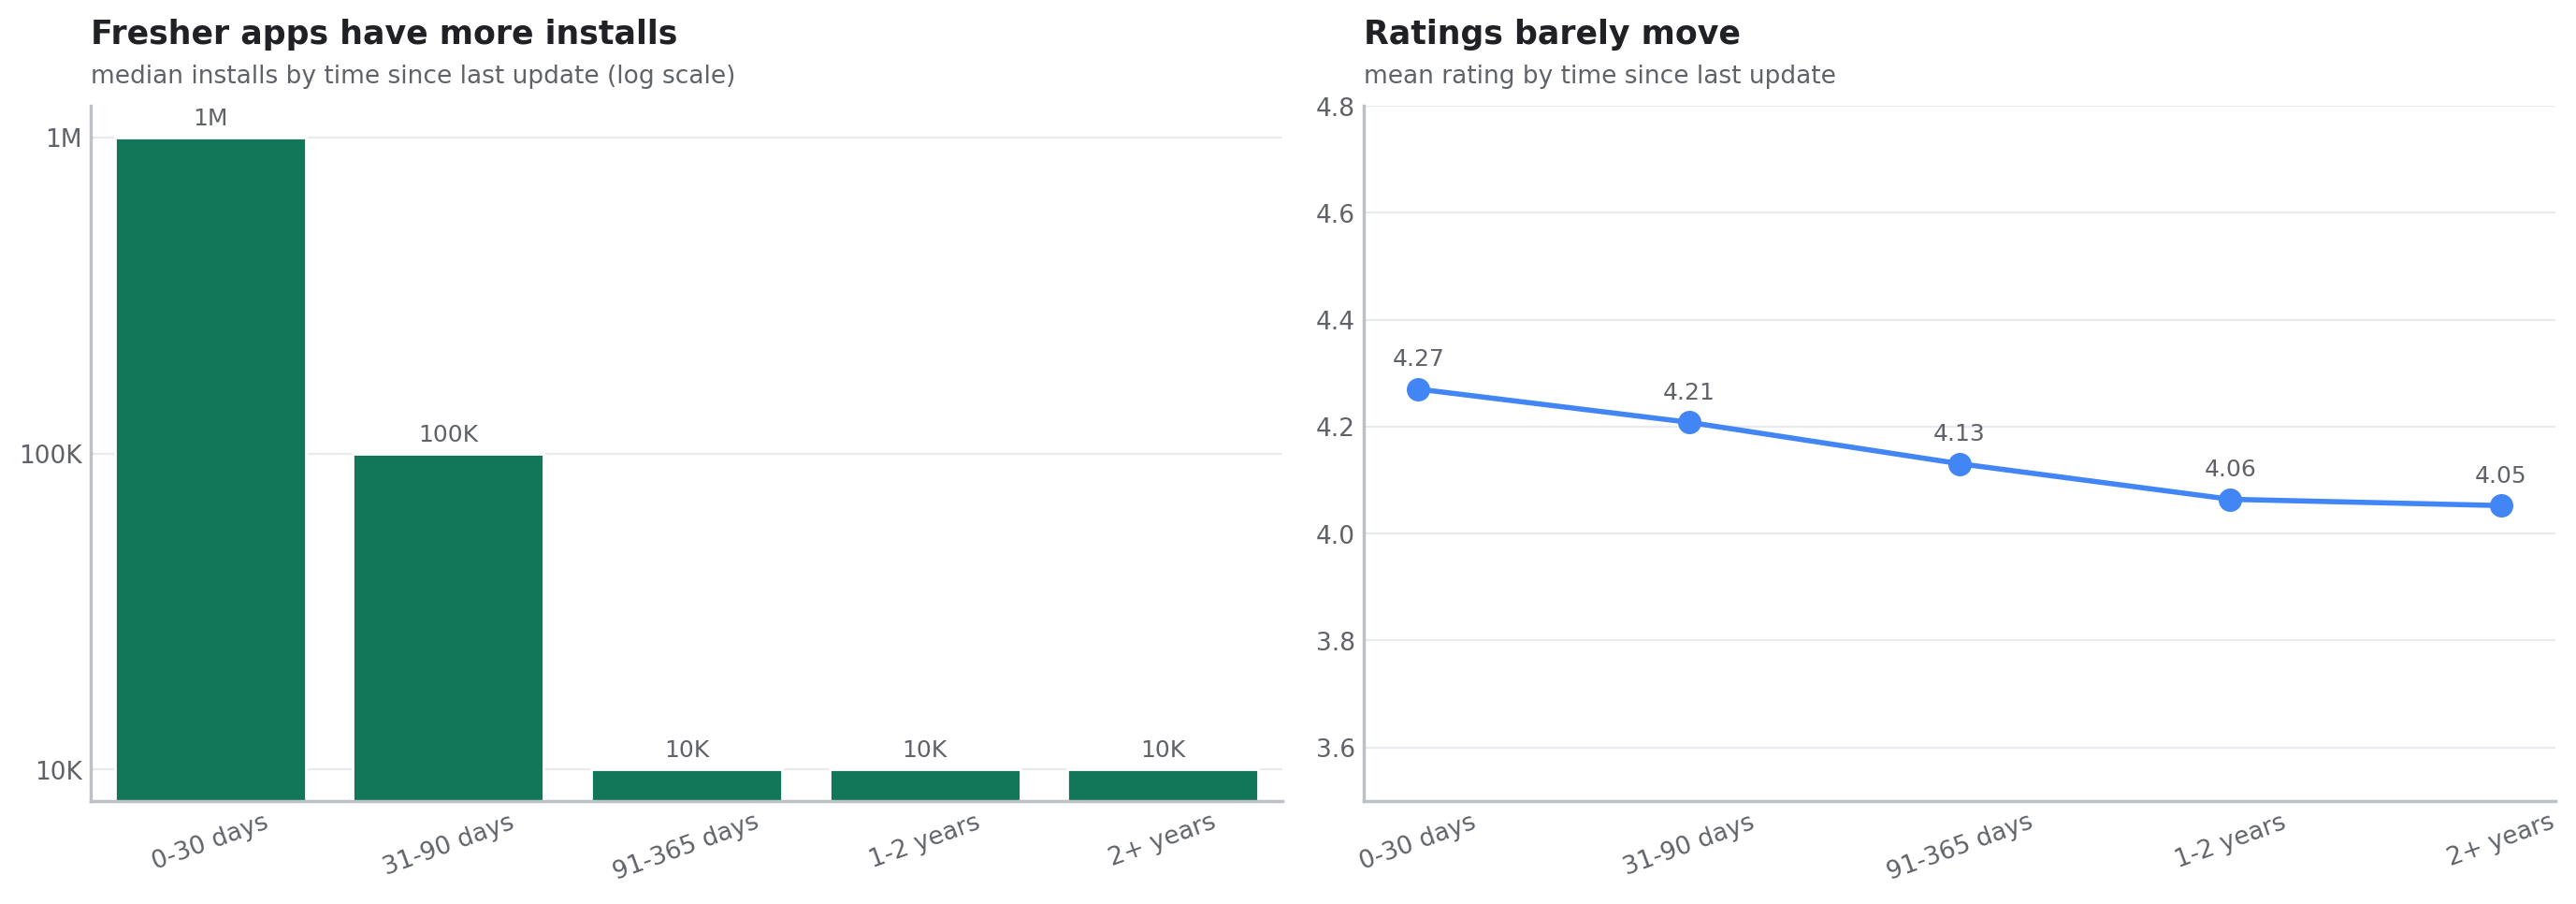 Fresher apps have more installs
median installs by time since last update (log scale)
1M
100K
10K
1M
100K
10K
10K
10K
0-30 days
31-90 days
91-365 days
1-2 years
2+ years
Ratings barely move
mean rating by time since last update
4.8
4.6
4.4
4.2
4.0
3.8
3.6
4.27
4.21
4.13
4.06
4.05
0-30 days
31-90 days
91-365 days
1-2 years
2+ years